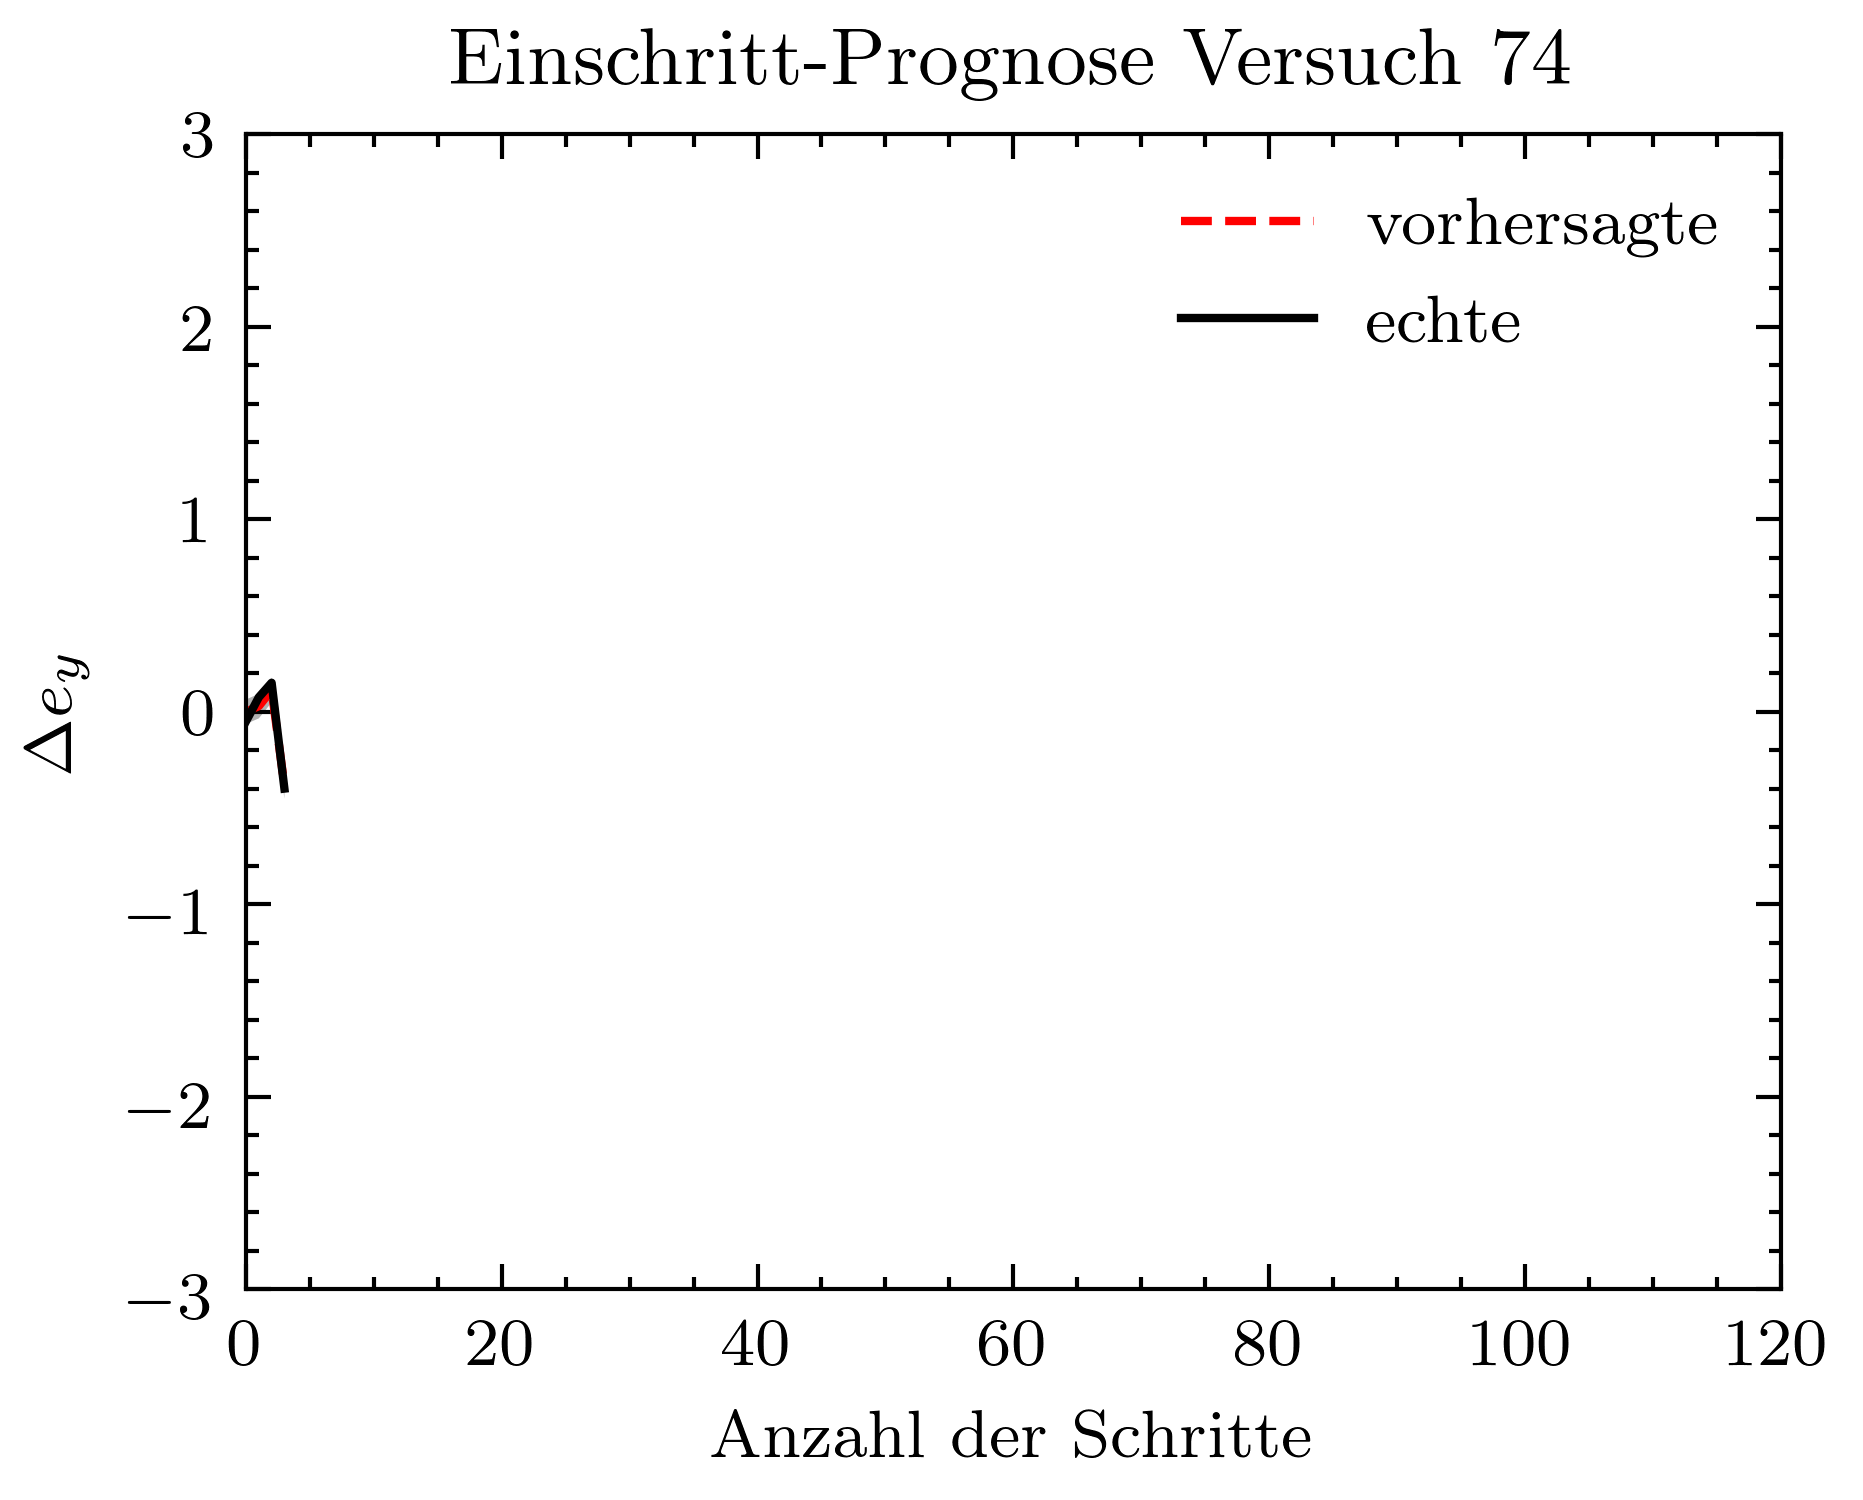 Einschritt-Prognose Versuch 74
3
2
1
0
−1
−2
−3
Δe_y
vorhersagte
echte
0 20 40 60 80 100 120
Anzahl der Schritte